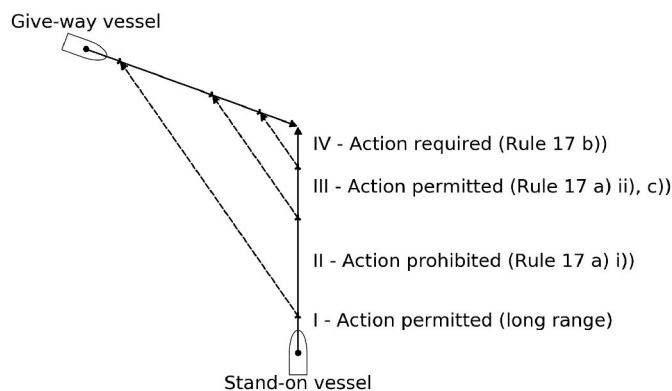 Give-way vessel
IV - Action required (Rule 17 b))
III - Action permitted (Rule 17 a) ii), c))
II - Action prohibited (Rule 17 a) i))
I - Action permitted (long range)
Stand-on vessel